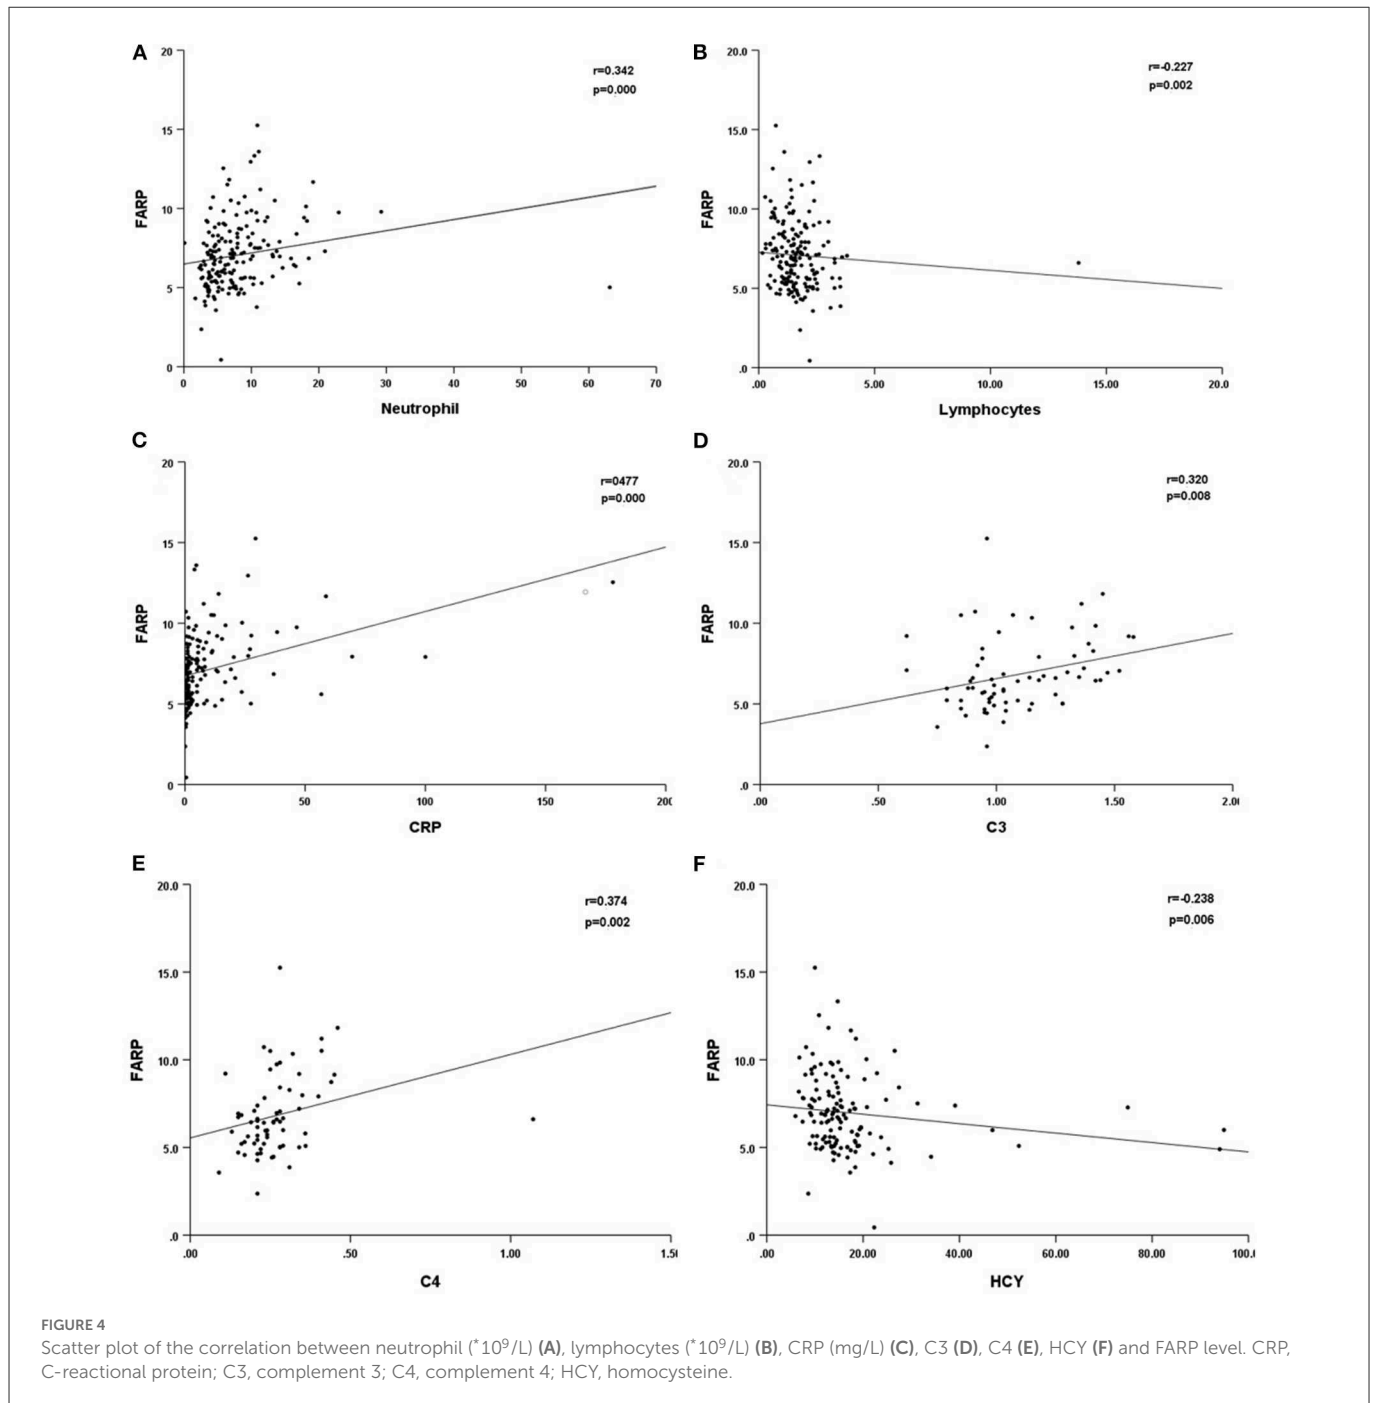 A
20
15
10
5
0
FARP
r=0.342
p=0.000
0 10 20 30 40 50 60 70
Neutrophil
B
20.0
15.0
10.0
5.0
.0
FARP
r=-0.227
p=0.002
.00 5.00 10.00 15.00 20.0
Lymphocytes
C
20
15
10
5
0
FARP
r=0477
p=0.000
0 50 100 150 20
CRP
D
20.0
15.0
10.0
5.0
.0
FARP
r=0.320
p=0.008
.00 .50 1.00 1.50 2.0
C3
E
20.0
15.0
10.0
5.0
.0
FARP
r=0.374
p=0.002
.00 .50 1.00 1.5
C4
F
20.0
15.0
10.0
5.0
.0
FARP
r=-0.238
p=0.006
.00 20.00 40.00 60.00 80.00 100.
HCY
FIGURE 4
Scatter plot of the correlation between neutrophil (*10⁹/L) (A), lymphocytes (*10⁹/L) (B), CRP (mg/L) (C), C3 (D), C4 (E), HCY (F) and FARP level. CRP,
C-reactional protein; C3, complement 3; C4, complement 4; HCY, homocysteine.